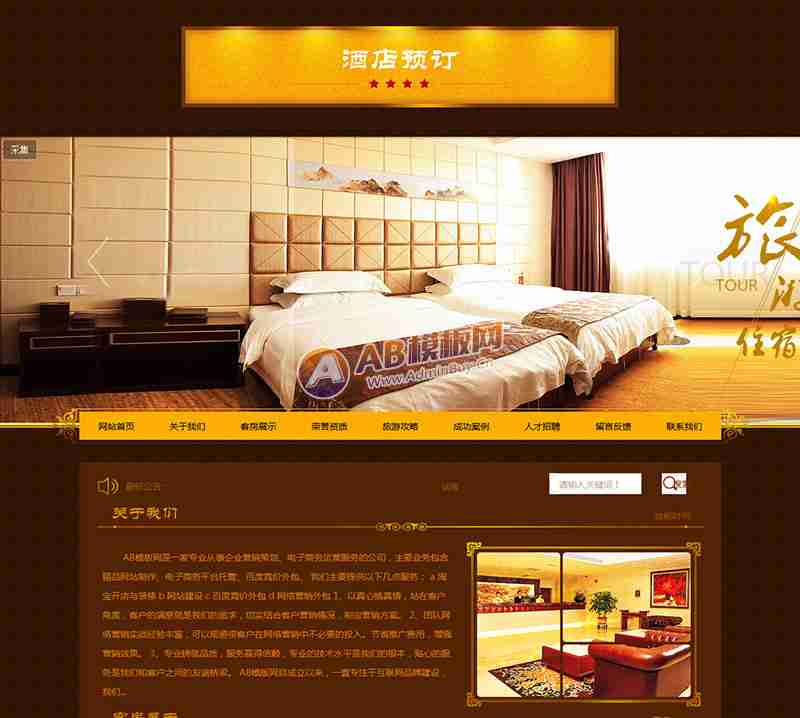 酒店预订
采集
旅
TOUR
TOUR
游
住宿
AB模板网
Www.AdminBuy.Cn
网站首页 关于我们 客房展示 荣誉资质 旅游攻略 成功案例 人才招聘 留言反馈 联系我们
最新公告
请输入关键词！
关于我们
AB模板网是一家专业从事企业营销策划、电子商务运营服务的公司，主要业务包含
精品网站制作、电子商务平台托管、百度竞价外包。 我们主要提供以下几点服务： a 淘
宝开店与装修 b 网站建设 c 百度竞价外包 d 网络营销外包 1、以真心换真情，站在客户
角度，客户的满意就是我们的追求，切实结合客户营销情况，制定营销方案。 2、团队网
络营销实战经验丰富，可以规避很客户在网络营销中不必要的投入。节省推广费用，增强
营销效果。 3、专业铸就品质，服务赢得信赖，专业的技术水平是我们的根本，贴心的服
务是我们和客户之间的友谊桥梁。 AB模板网自成立以来，一直专注于互联网品牌建设，
我们...
客房展示